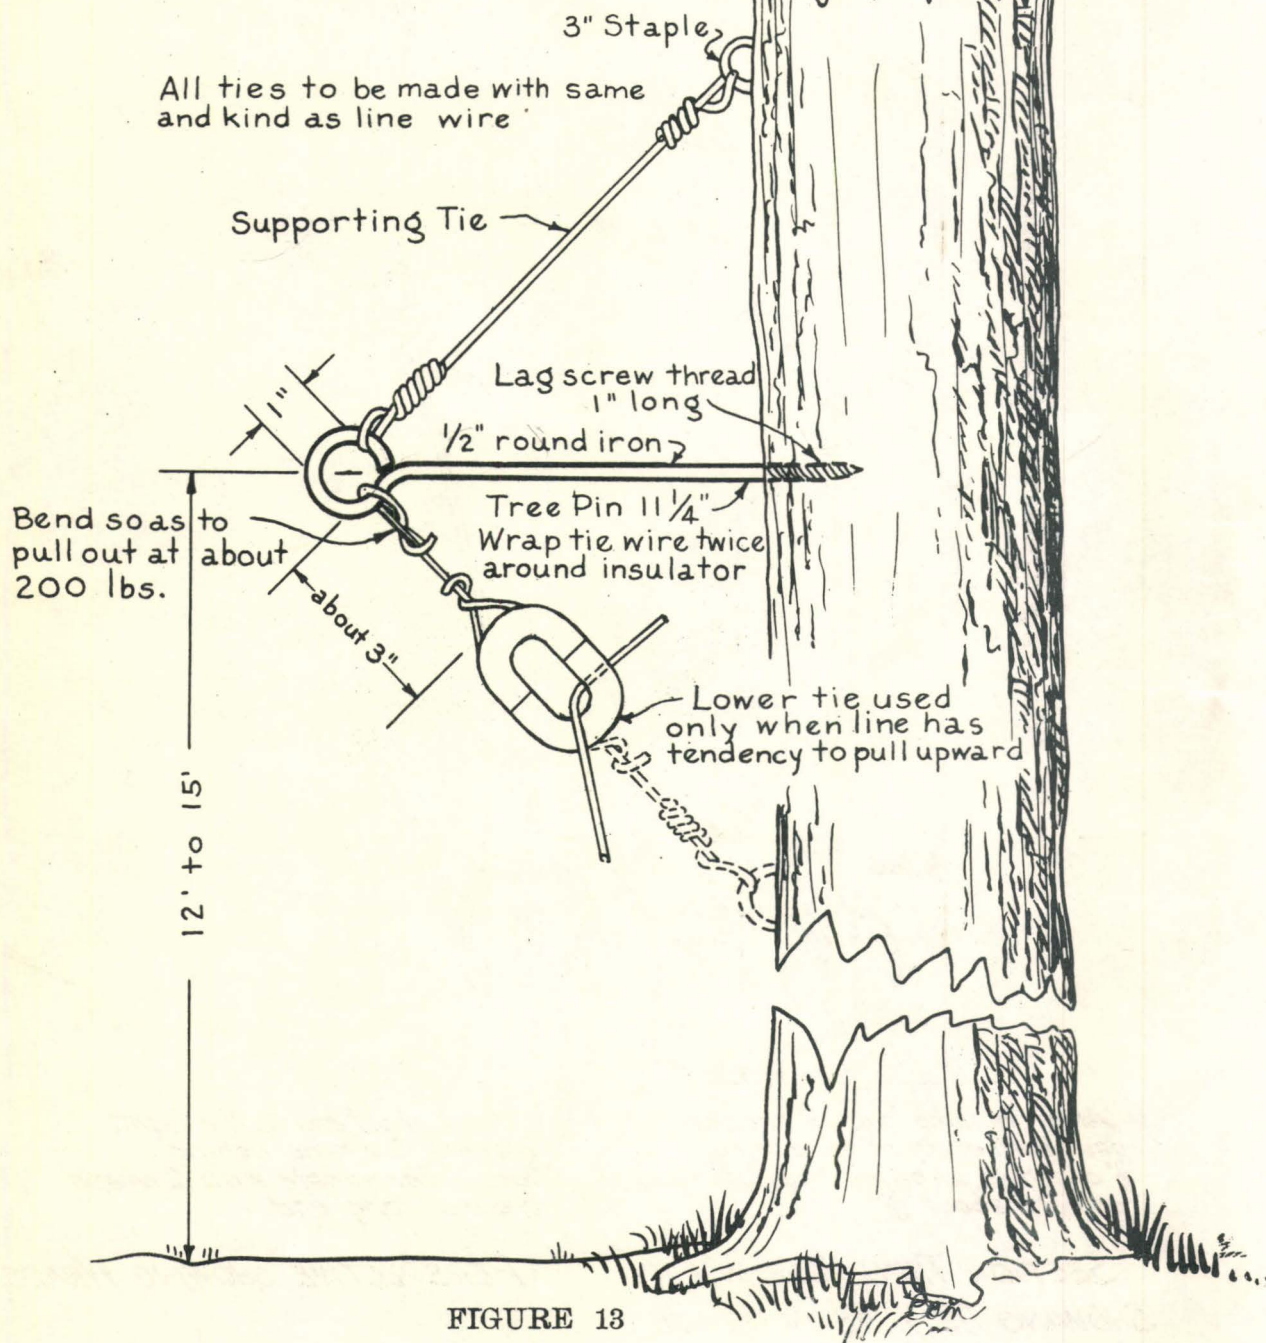 3" Staple
All ties to be made with same
and kind as line wire
Supporting Tie
1"
Lag screw thread
1" long
1/2" round iron
Bend so as to
pull out at about
200 lbs.
Tree Pin 11 1/4"
Wrap tie wire twice
around insulator
about 3"
Lower tie used
only when line has
tendency to pull upward
12' to 15'
FIGURE 13